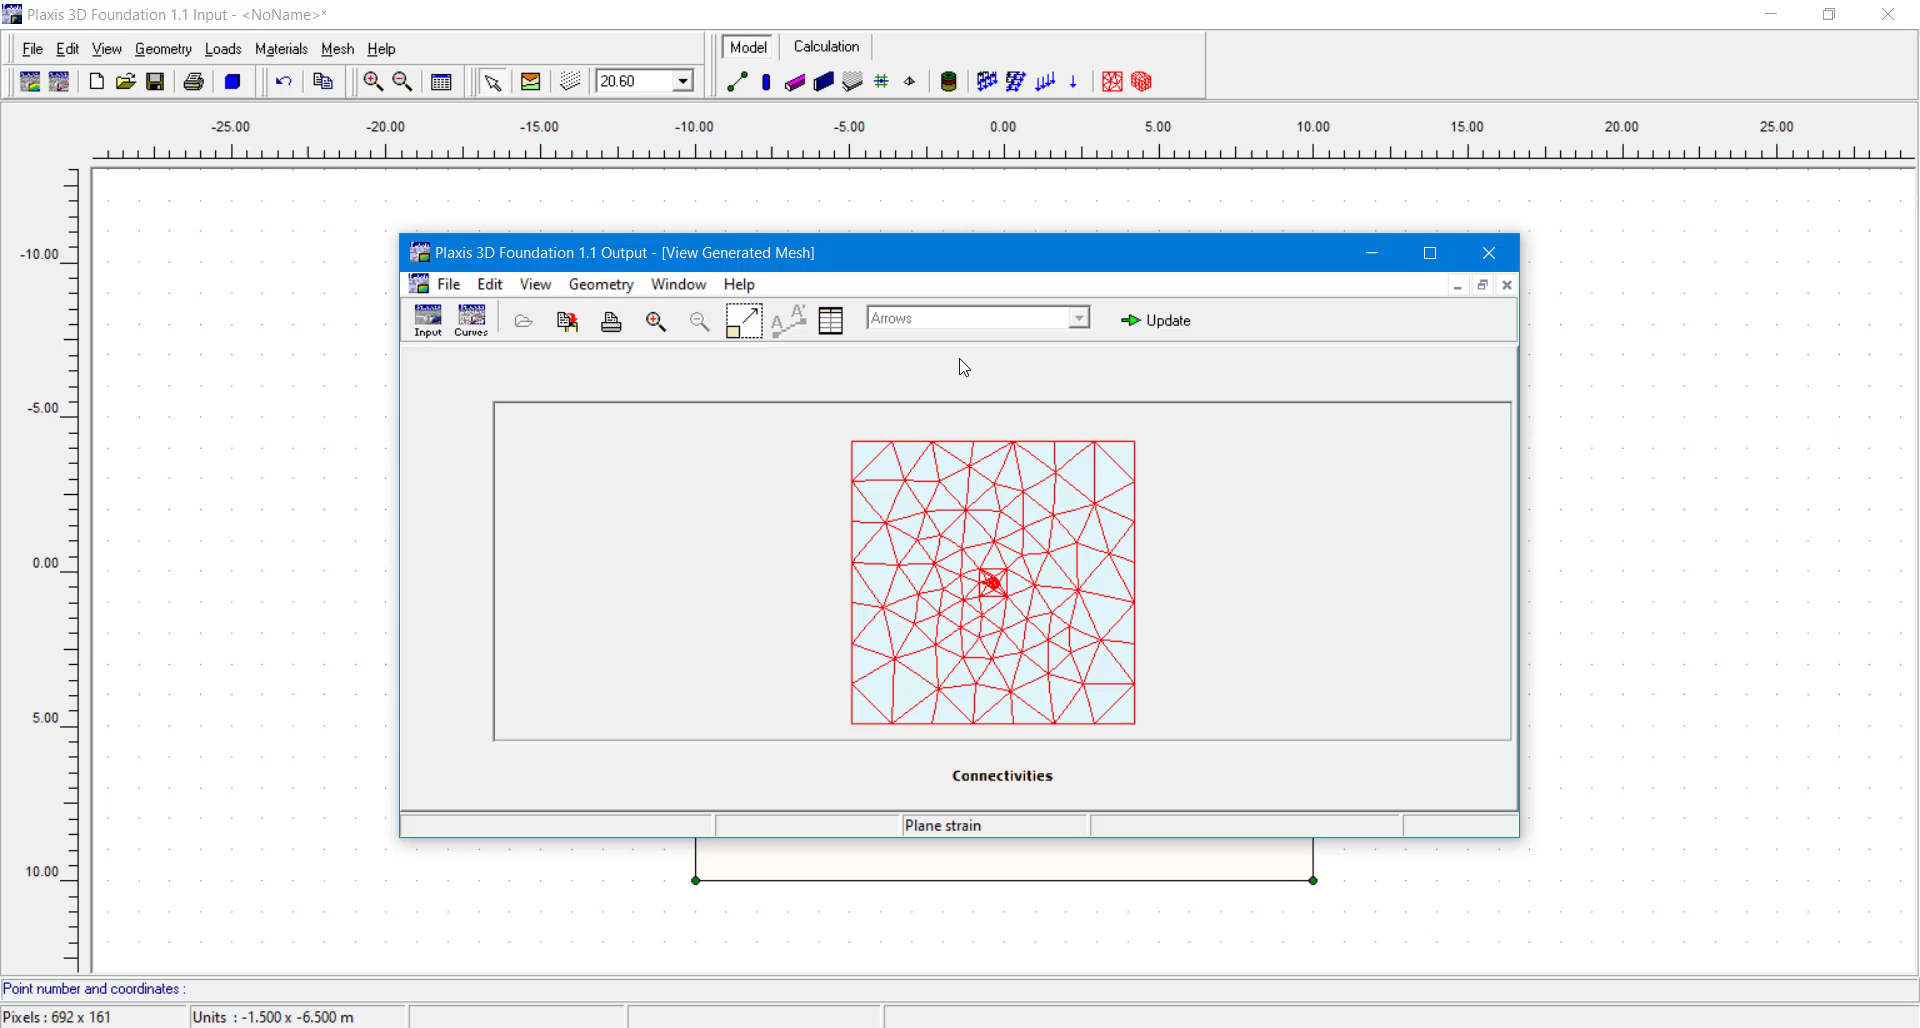 Plaxis 3D Foundation 1.1 Input - <NoName>*
File Edit View Geometry Loads Materials Mesh Help
Model Calculation
20.60
-25.00 -20.00 -15.00 -10.00 -5.00 0.00 5.00 10.00 15.00 20.00 25.00
-10.00
-5.00
0.00
5.00
10.00
Plaxis 3D Foundation 1.1 Output - [View Generated Mesh]
File Edit View Geometry Window Help
Input Curves
Arrows
Update
Connectivities
Plane strain
Point number and coordinates :
Pixels : 692 x 161
Units : -1.500 x -6.500 m